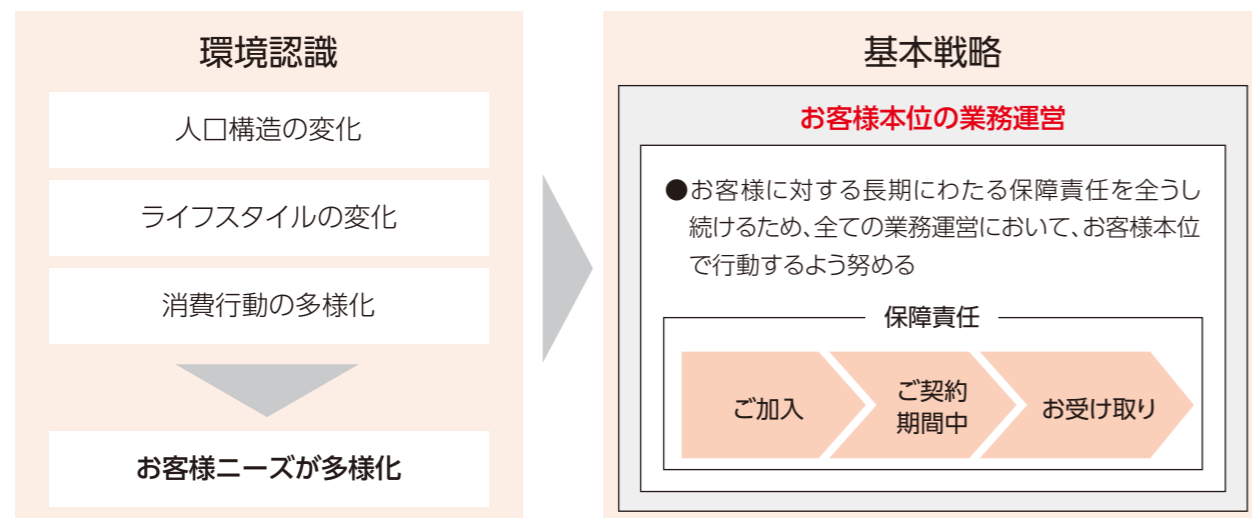 環境認識
人口構造の変化
ライフスタイルの変化
消費行動の多様化
お客様ニーズが多様化
基本戦略
お客様本位の業務運営
●お客様に対する長期にわたる保障責任を全うし
続けるため、全ての業務運営において、お客様本位
で行動するよう努める
保障責任
ご加入
ご契約
期間中
お受け取り